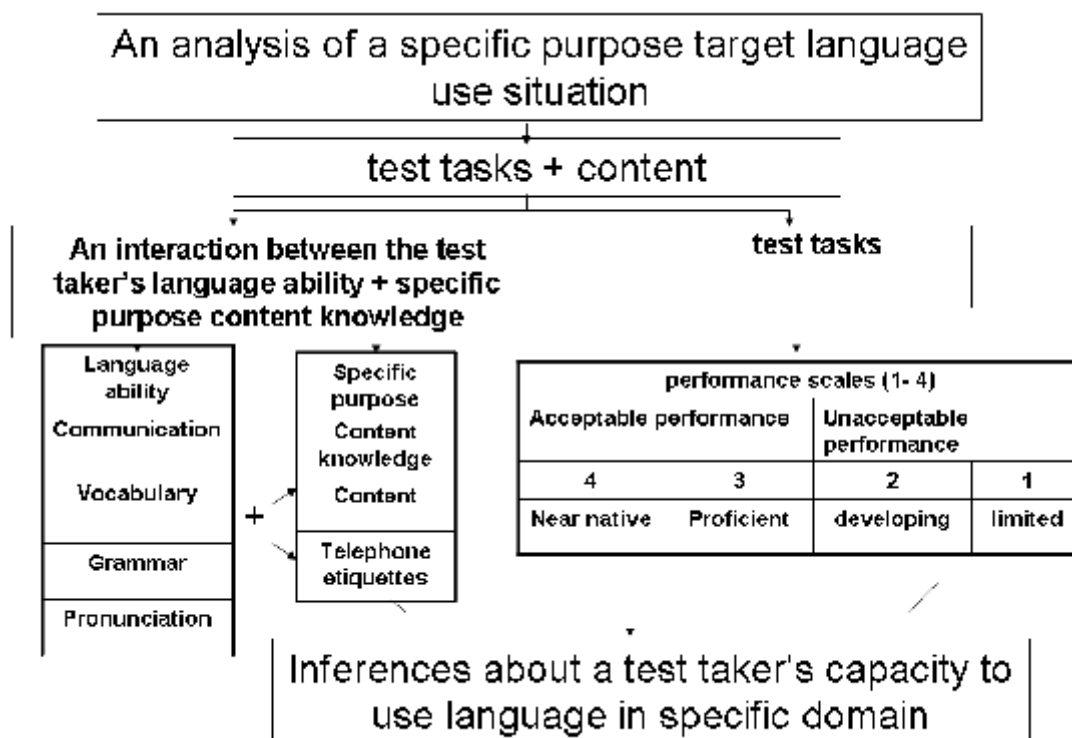 An analysis of a specific purpose target language
use situation
test tasks + content
An interaction between the test
taker's language ability + specific
purpose content knowledge
test tasks
Language
ability
Communication
Vocabulary
Grammar
Pronunciation
+
Specific
purpose
Content
knowledge
Content
Telephone
etiquettes
performance scales (1- 4)
Acceptable performance
Unacceptable
performance
4 3 2 1
Near native Proficient developing limited
Inferences about a test taker's capacity to
use language in specific domain